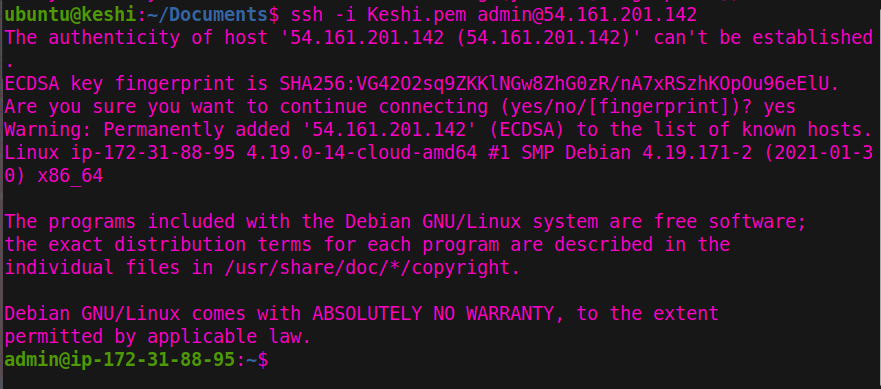 ubuntu@keshi:~/Documents$ ssh -i Keshi.pem admin@54.161.201.142
The authenticity of host '54.161.201.142 (54.161.201.142)' can't be established
.
ECDSA key fingerprint is SHA256:VG42O2sq9ZKKlNGw8ZhG0zR/nA7xRSzhKOpOu96eElU.
Are you sure you want to continue connecting (yes/no/[fingerprint])? yes
Warning: Permanently added '54.161.201.142' (ECDSA) to the list of known hosts.
Linux ip-172-31-88-95 4.19.0-14-cloud-amd64 #1 SMP Debian 4.19.171-2 (2021-01-3
0) x86_64
The programs included with the Debian GNU/Linux system are free software;
the exact distribution terms for each program are described in the
individual files in /usr/share/doc/*/copyright.
Debian GNU/Linux comes with ABSOLUTELY NO WARRANTY, to the extent
permitted by applicable law.
admin@ip-172-31-88-95:~$